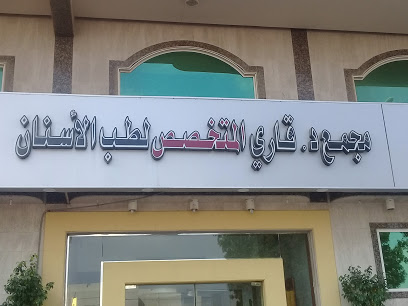 مجمع د. قاري المتخصص لطب الأسنان